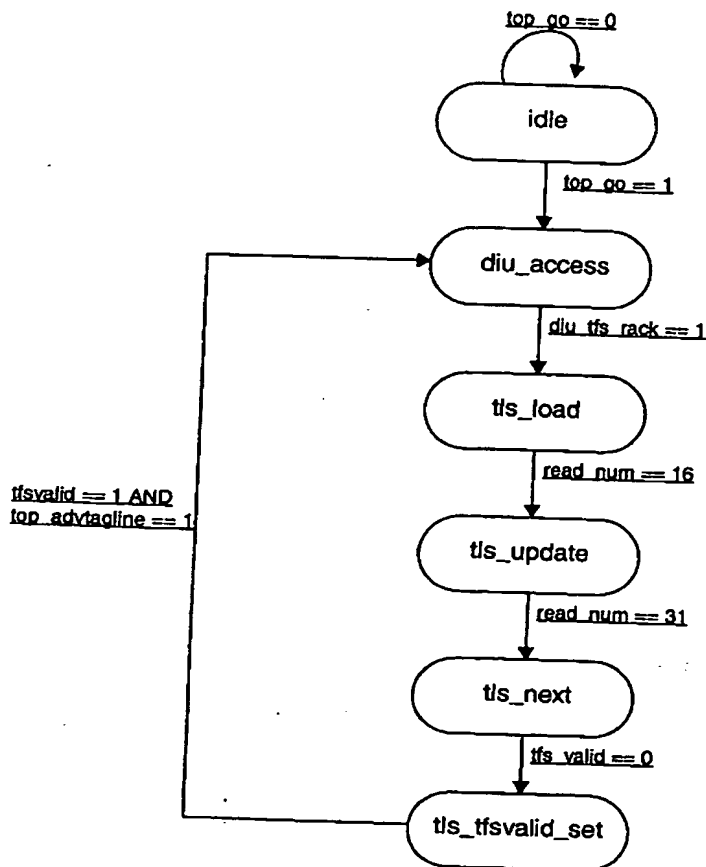 top_go == 0
idle
top_go == 1
diu_access
diu_tfs_rack == 1
tls_load
read_num == 16
tfsvalid == 1 AND
top_advtagline == 1
tls_update
read_num == 31
tls_next
tfs_valid == 0
tls_tfsvalid_set